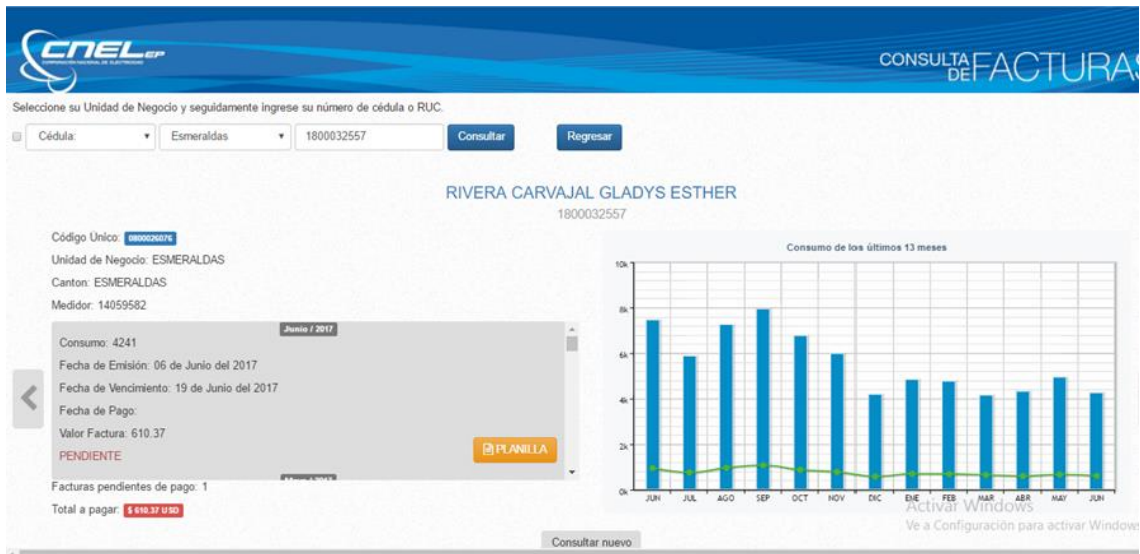 CNEL EP
CORPORACIÓN NACIONAL DE ELECTRICIDAD
CONSULTA DE FACTURAS
Seleccione su Unidad de Negocio y seguidamente ingrese su número de cédula o RUC.
Cédula: Esmeraldas 1800032557 Consultar Regresar
RIVERA CARVAJAL GLADYS ESTHER
1800032557
Código Único: 0800026076
Unidad de Negocio: ESMERALDAS
Canton: ESMERALDAS
Medidor: 14059582
Junio / 2017
Consumo: 4241
Fecha de Emisión: 06 de Junio del 2017
Fecha de Vencimiento: 19 de Junio del 2017
Fecha de Pago:
Valor Factura: 610.37
PENDIENTE
PLANILLA
Facturas pendientes de pago: 1
Total a pagar: $ 610.37 USD
Consumo de los últimos 13 meses
10k
8k
6k
4k
2k
0k
JUN JUL AGO SEP OCT NOV DIC ENE FEB MAR ABR MAY JUN
Activar Windows
Ve a Configuración para activar Windows
Consultar nuevo